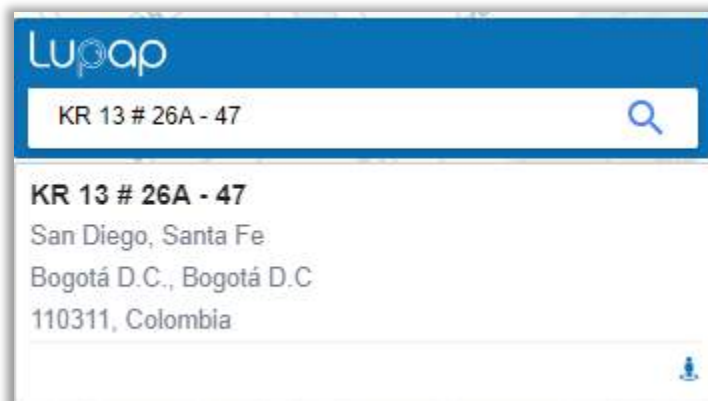 Lupap
KR 13 # 26A - 47
KR 13 # 26A - 47
San Diego, Santa Fe
Bogotá D.C., Bogotá D.C
110311, Colombia